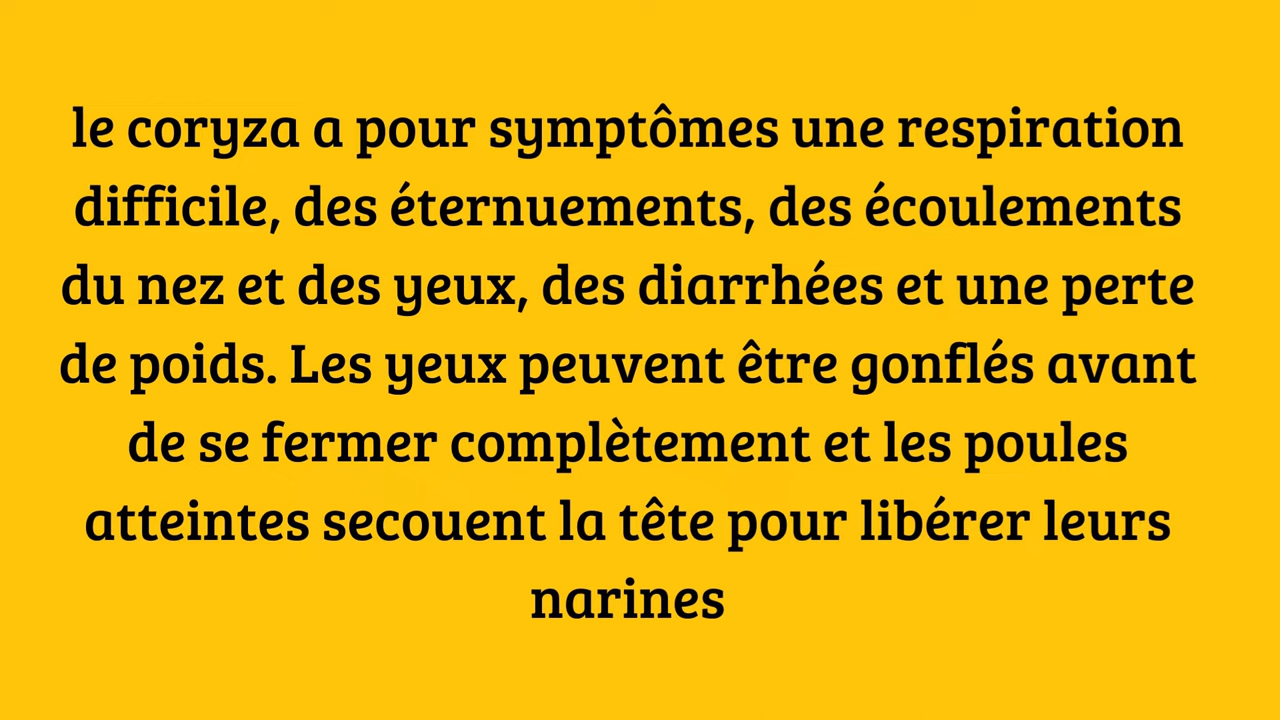 le coryza a pour symptômes une respiration
difficile, des éternuements, des écoulements
du nez et des yeux, des diarrhées et une perte
de poids. Les yeux peuvent être gonflés avant
de se fermer complètement et les poules
atteintes secouent la tête pour libérer leurs
narines